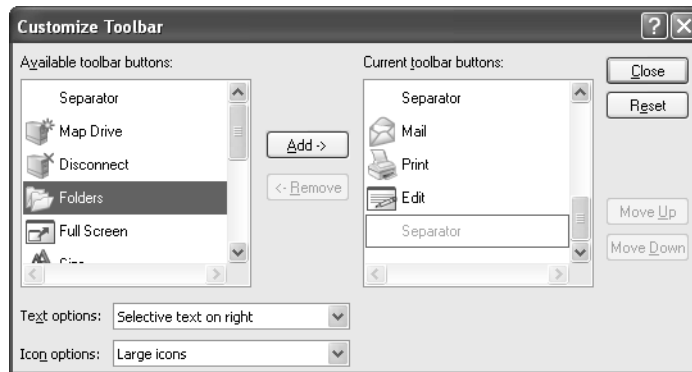 Customize Toolbar
Available toolbar buttons:
Separator
Map Drive
Disconnect
Folders
Full Screen
Add ->
<- Remove
Current toolbar buttons:
Separator
Mail
Print
Edit
Separator
Close
Reset
Move Up
Move Down
Text options: Selective text on right
Icon options: Large icons